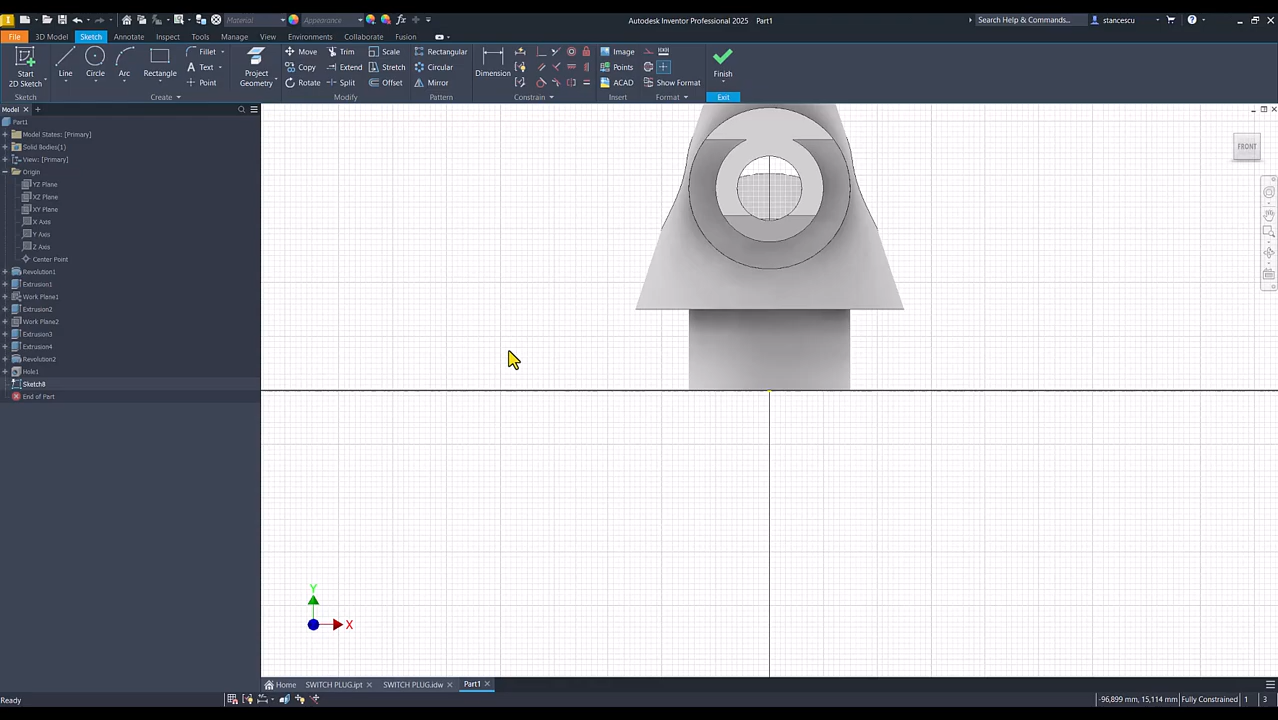 Material
Appearance
Autodesk Inventor Professional 2025 Part1
Search Help & Commands...
stancescu
File 3D Model Sketch Annotate Inspect Tools Manage View Environments Collaborate Fusion
Start
2D Sketch
Line
Circle
Arc
Rectangle
Fillet
Text
Point
Project
Geometry
Move
Copy
Rotate
Trim
Extend
Split
Scale
Stretch
Offset
Rectangular
Circular
Mirror
Dimension
Image
Points
ACAD
Show Format
Finish
Sketch
Create
Modify
Pattern
Constrain
Insert
Format
Exit
Model
Part1
Model States: [Primary]
Solid Bodies(1)
View: [Primary]
Origin
YZ Plane
XZ Plane
XY Plane
X Axis
Y Axis
Z Axis
Center Point
Revolution1
Extrusion1
Work Plane1
Extrusion2
Work Plane2
Extrusion3
Extrusion4
Revolution2
Hole1
Sketch8
End of Part
FRONT
Y
X
Home
SWITCH PLUG.ipt
SWITCH PLUG.idw
Part1
Ready
-96,899 mm, 15,114 mm
Fully Constrained
1
3